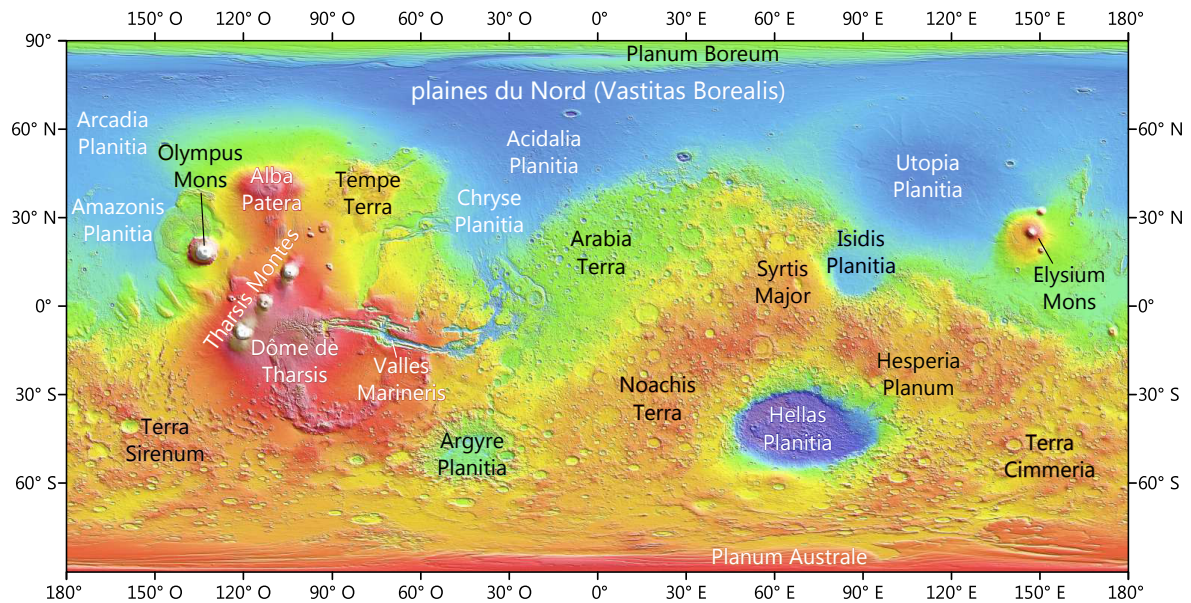 150° O 120° O 90° O 60° O 30° O 0° 30° E 60° E 90° E 120° E 150° E 180°
90°
Planum Boreum
plaines du Nord (Vastitas Borealis)
Arcadia
Planitia
60° N
60° N
Acidalia
Planitia
Olympus
Mons
Alba
Patera
Tempe
Terra
Utopia
Planitia
Amazonis
Planitia
Chryse
Planitia
30° N
30° N
Arabia
Terra
Isidis
Planitia
Syrtis
Major
Elysium
Mons
Tharsis Montes
0°
0°
Dôme de
Tharsis
Valles
Marineris
Hesperia
Planum
Noachis
Terra
30° S
30° S
Hellas
Planitia
Terra
Sirenum
Argyre
Planitia
Terra
Cimmeria
60° S
60° S
Planum Australe
180° 150° O 120° O 90° O 60° O 30° O 0° 30° E 60° E 90° E 120° E 150° E 180°